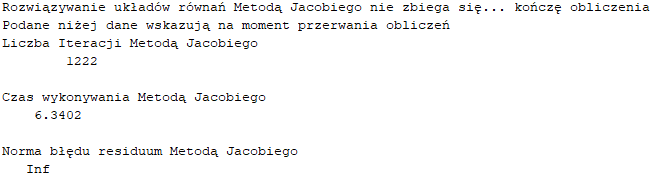 Rozwiązywanie układów równań Metodą Jacobiego nie zbiega się... kończę obliczenia
Podane niżej dane wskazują na moment przerwania obliczeń
Liczba Iteracji Metodą Jacobiego
1222
Czas wykonywania Metodą Jacobiego
6.3402
Norma błędu residuum Metodą Jacobiego
Inf